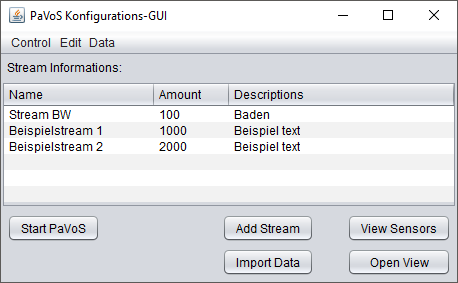 PaVoS Konfigurations-GUI
Control Edit Data
Stream Informations:
Name Amount Descriptions
Stream BW 100 Baden
Beispielstream 1 1000 Beispiel text
Beispielstream 2 2000 Beispiel text
Start PaVoS Add Stream View Sensors
Import Data Open View